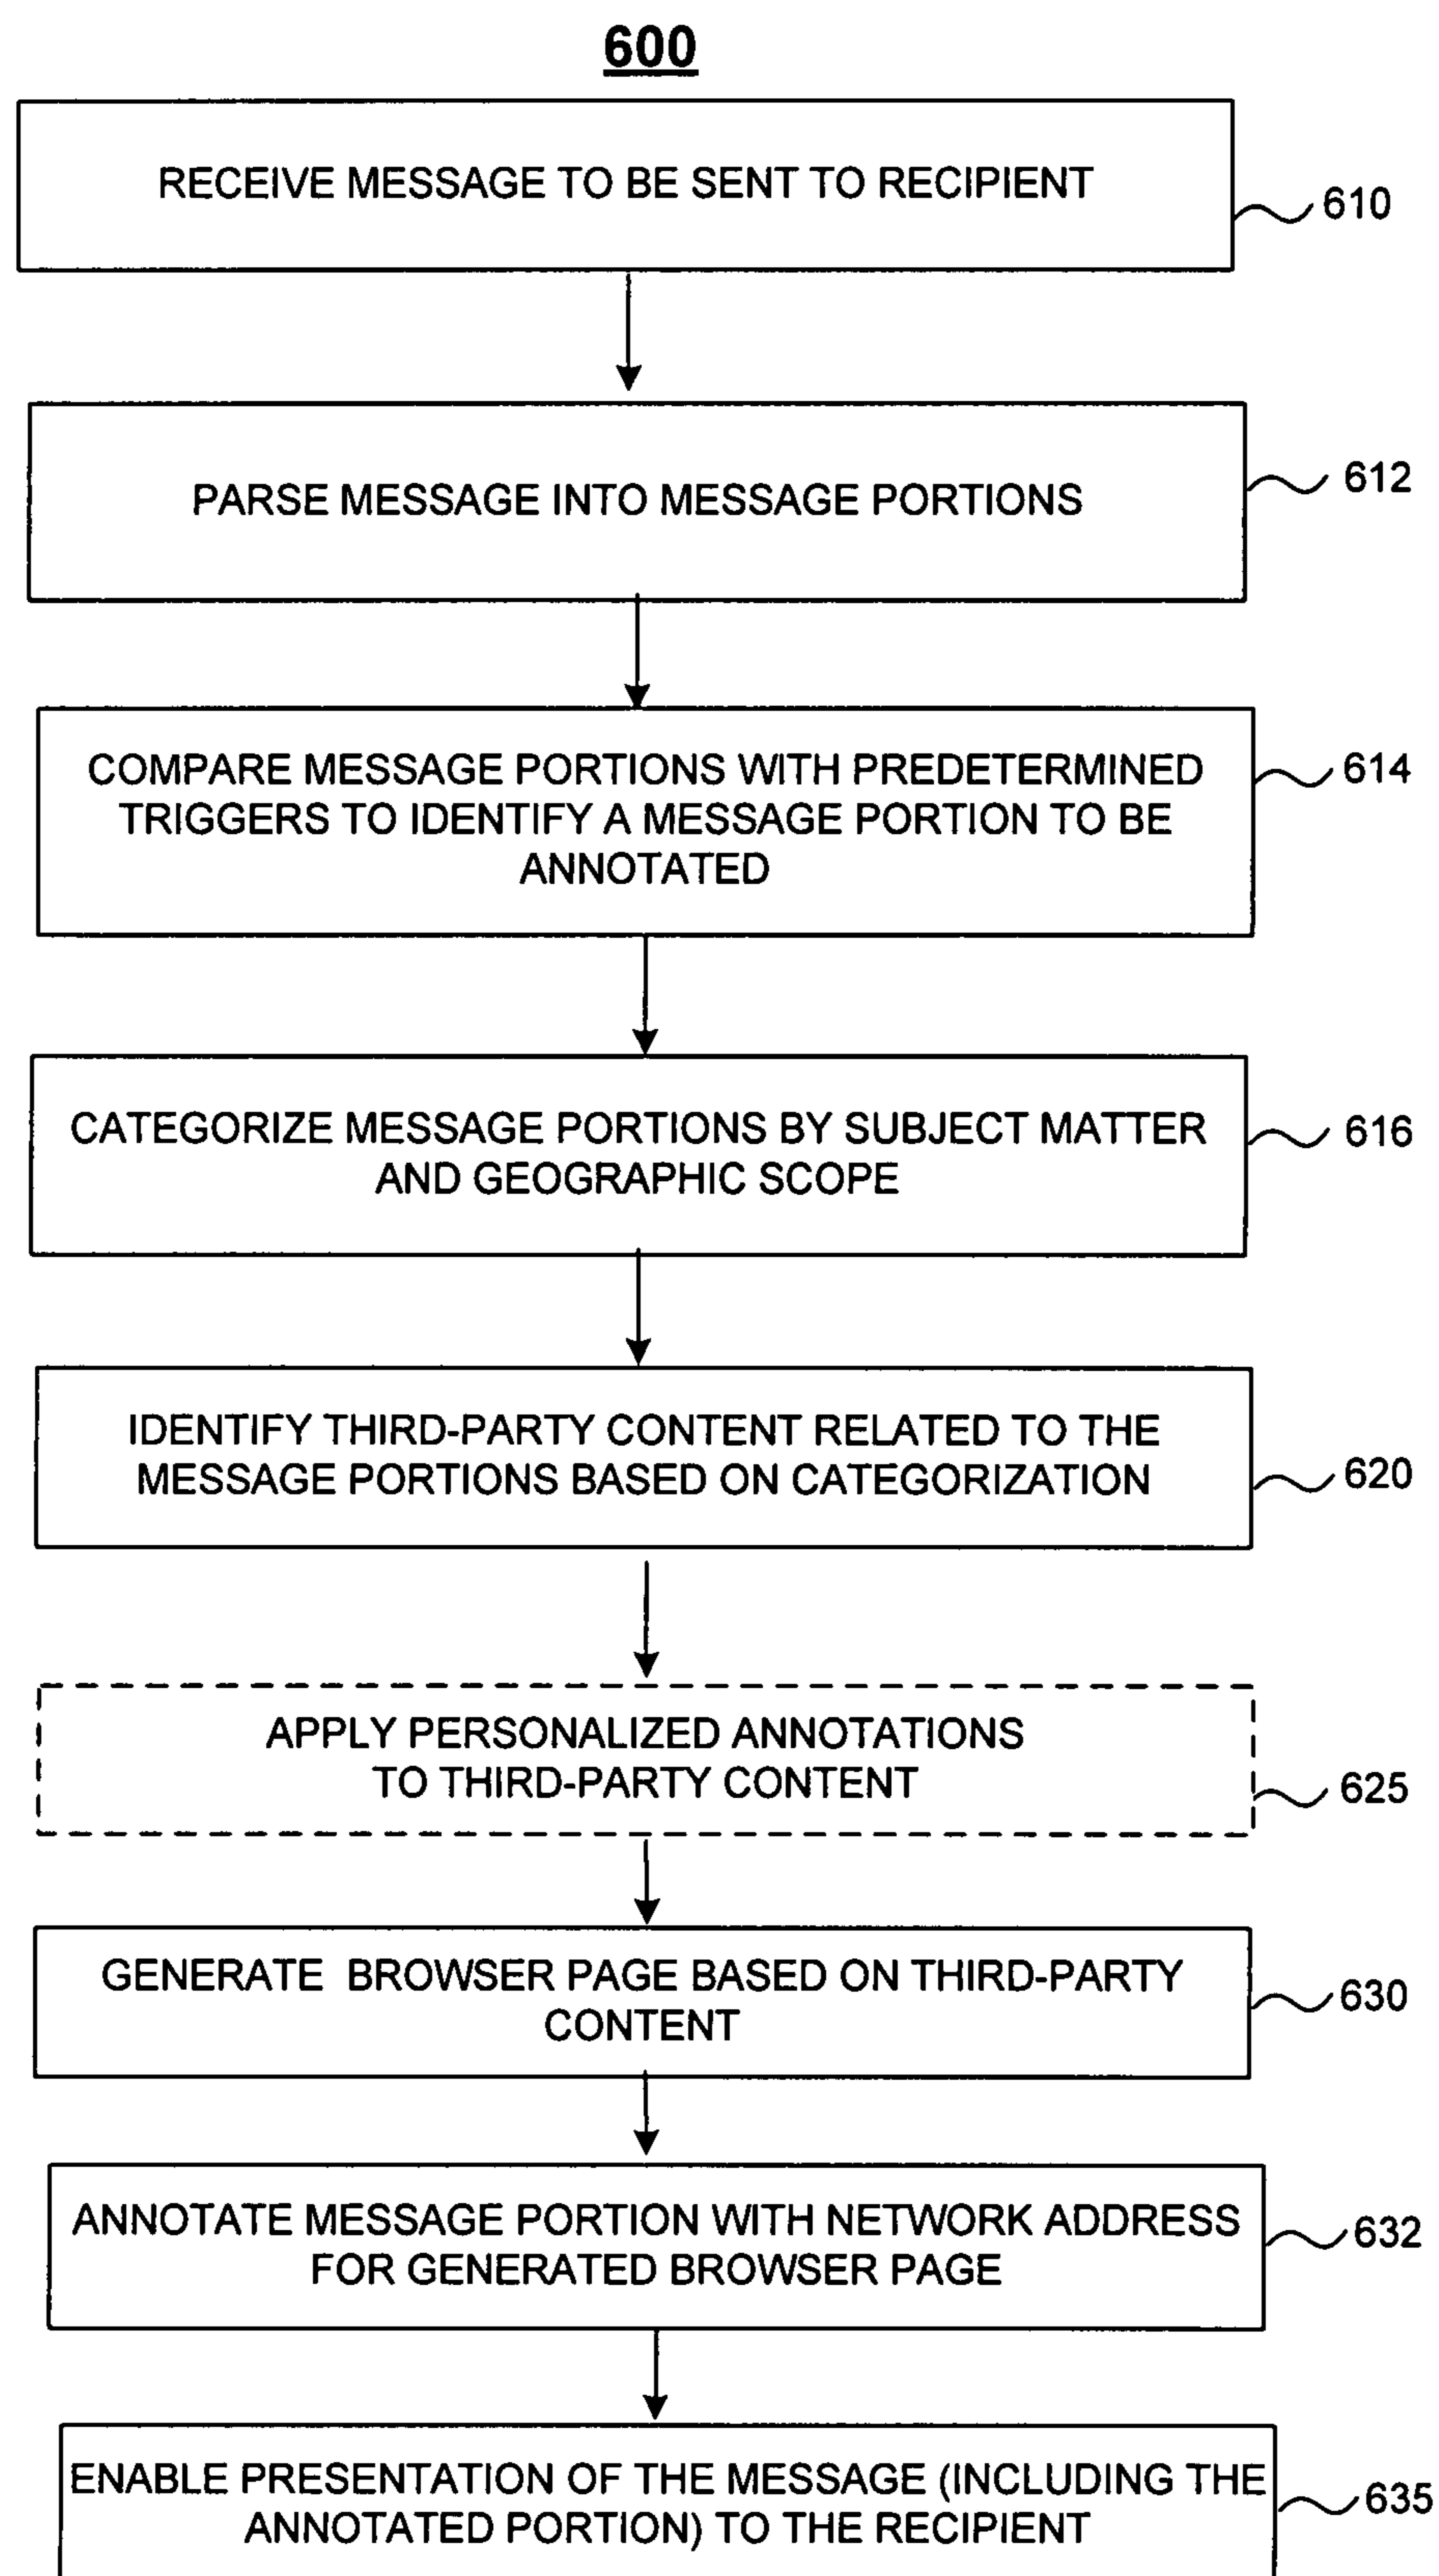 600
RECEIVE MESSAGE TO BE SENT TO RECIPIENT
610
PARSE MESSAGE INTO MESSAGE PORTIONS
612
COMPARE MESSAGE PORTIONS WITH PREDETERMINED
TRIGGERS TO IDENTIFY A MESSAGE PORTION TO BE
ANNOTATED
614
CATEGORIZE MESSAGE PORTIONS BY SUBJECT MATTER
AND GEOGRAPHIC SCOPE
616
IDENTIFY THIRD-PARTY CONTENT RELATED TO THE
MESSAGE PORTIONS BASED ON CATEGORIZATION
620
APPLY PERSONALIZED ANNOTATIONS
TO THIRD-PARTY CONTENT
625
GENERATE BROWSER PAGE BASED ON THIRD-PARTY
CONTENT
630
ANNOTATE MESSAGE PORTION WITH NETWORK ADDRESS
FOR GENERATED BROWSER PAGE
632
ENABLE PRESENTATION OF THE MESSAGE (INCLUDING THE
ANNOTATED PORTION) TO THE RECIPIENT
635